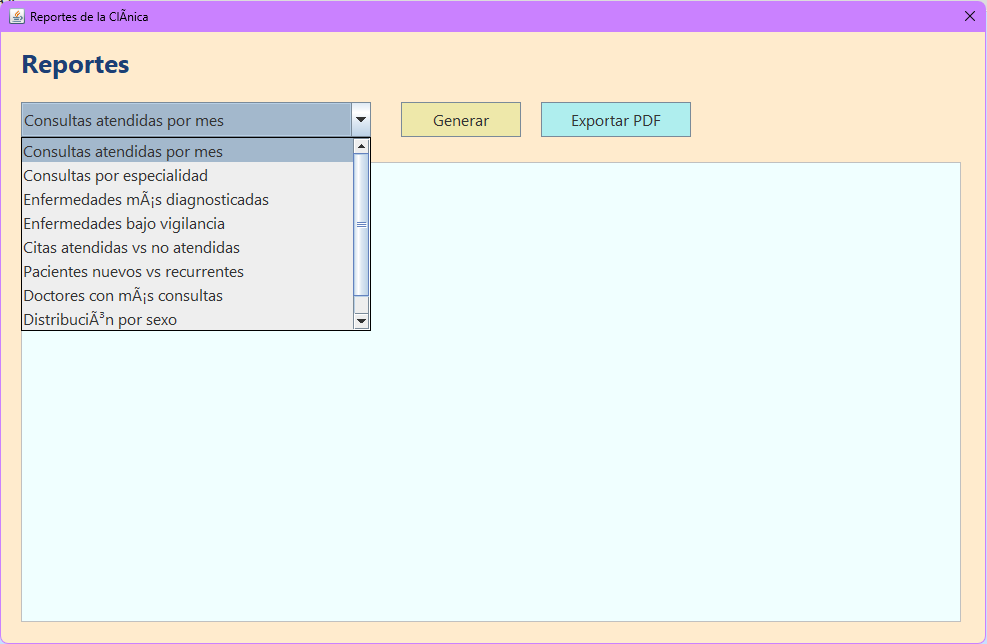 Reportes de la ClÃnica
Reportes
Consultas atendidas por mes
Generar
Exportar PDF
Consultas atendidas por mes
Consultas por especialidad
Enfermedades mÃ¡s diagnosticadas
Enfermedades bajo vigilancia
Citas atendidas vs no atendidas
Pacientes nuevos vs recurrentes
Doctores con mÃ¡s consultas
DistribuciÃ³n por sexo